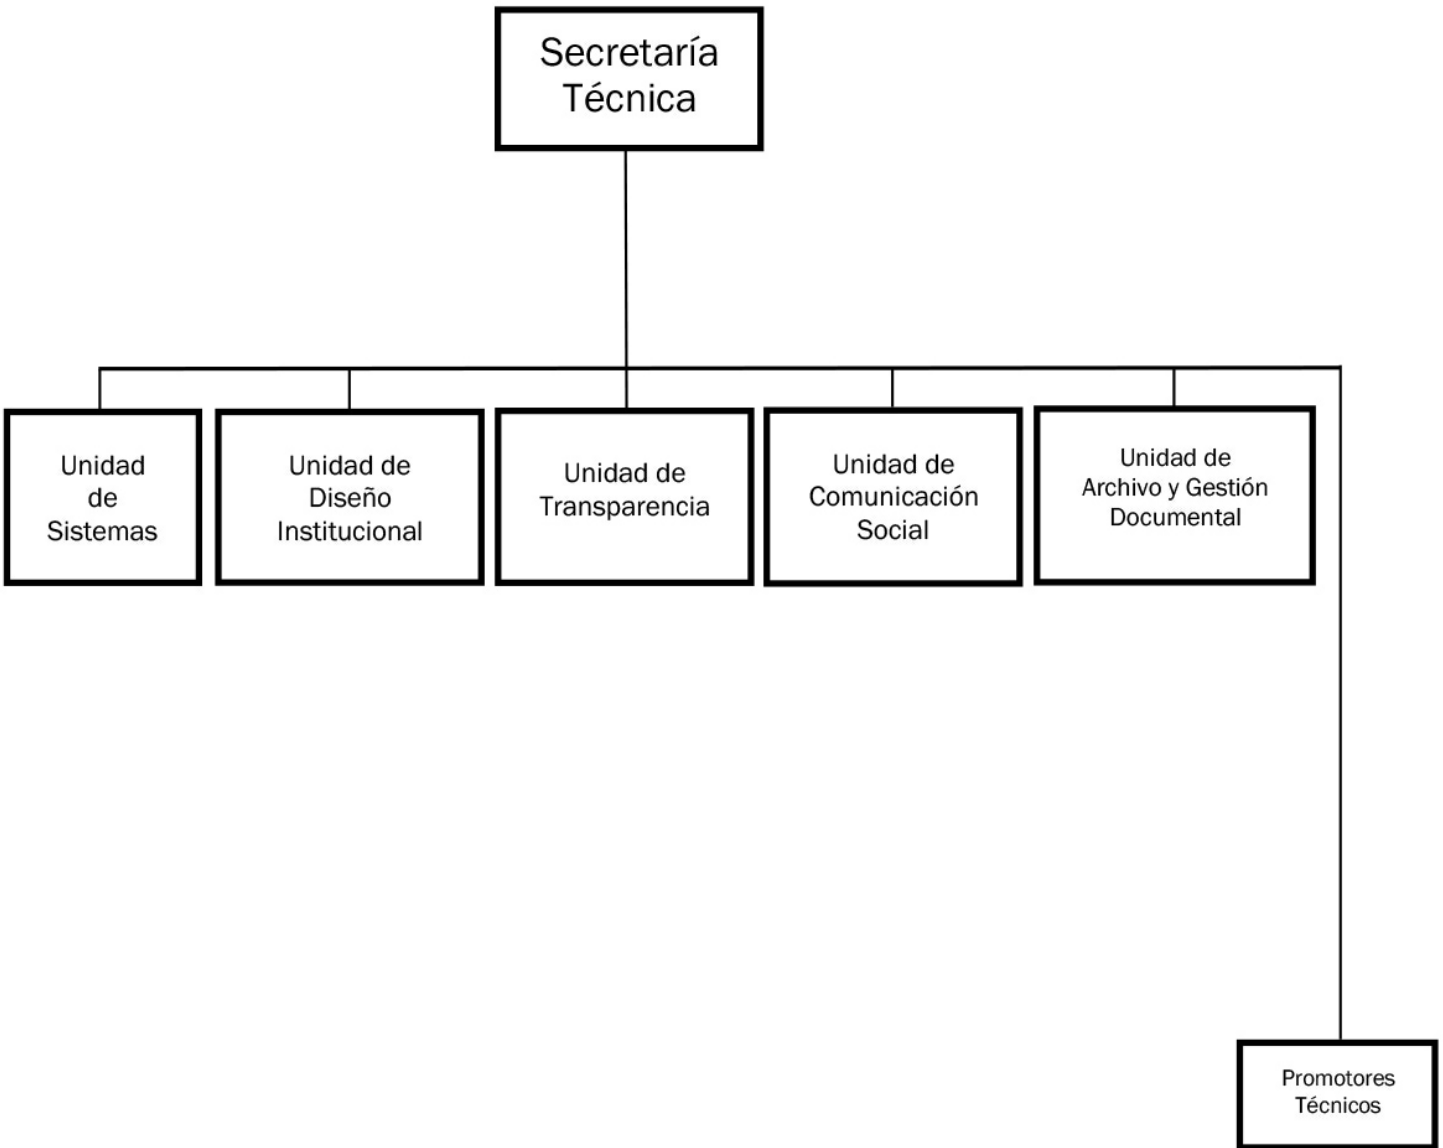 Secretaría
Técnica
Unidad
de
Sistemas
Unidad de
Diseño
Institucional
Unidad de
Transparencia
Unidad de
Comunicación
Social
Unidad de
Archivo y Gestión
Documental
Promotores
Técnicos